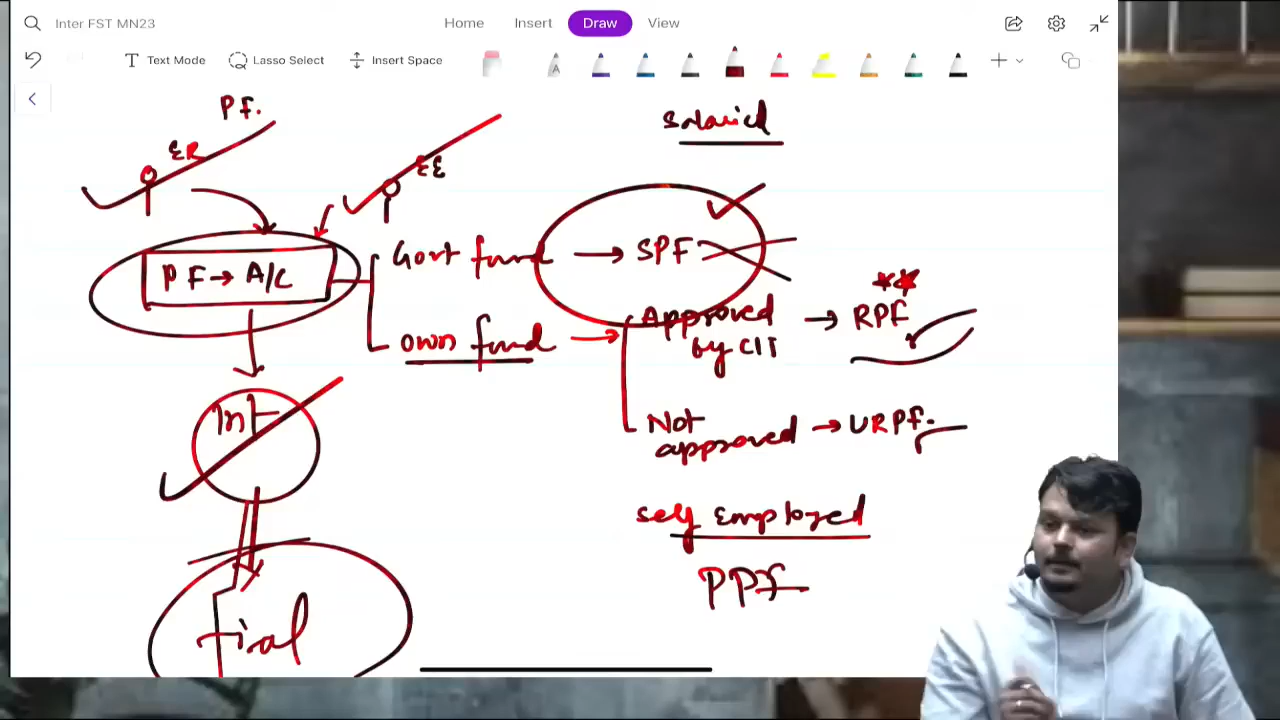 Inter FST MN23
Home
Insert
Draw
View
Text Mode
Lasso Select
Insert Space
PF.
ER
EE
Salaried
PF → A/C
Govt fund → SPF
own fund →
Approved by CIT → RPF
Not approved → URPF.
Int
Final
Self Employed
PPF